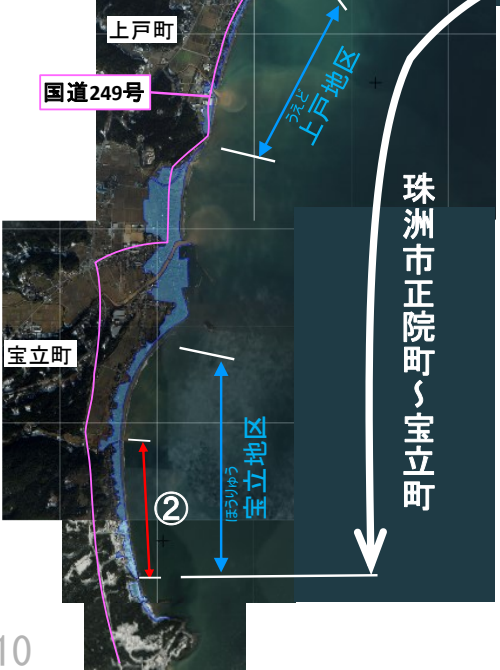 上戸町
国道249号
うえど
上戸地区
珠洲市正院町～宝立町
宝立町
ほうりゅう
宝立地区
②
10